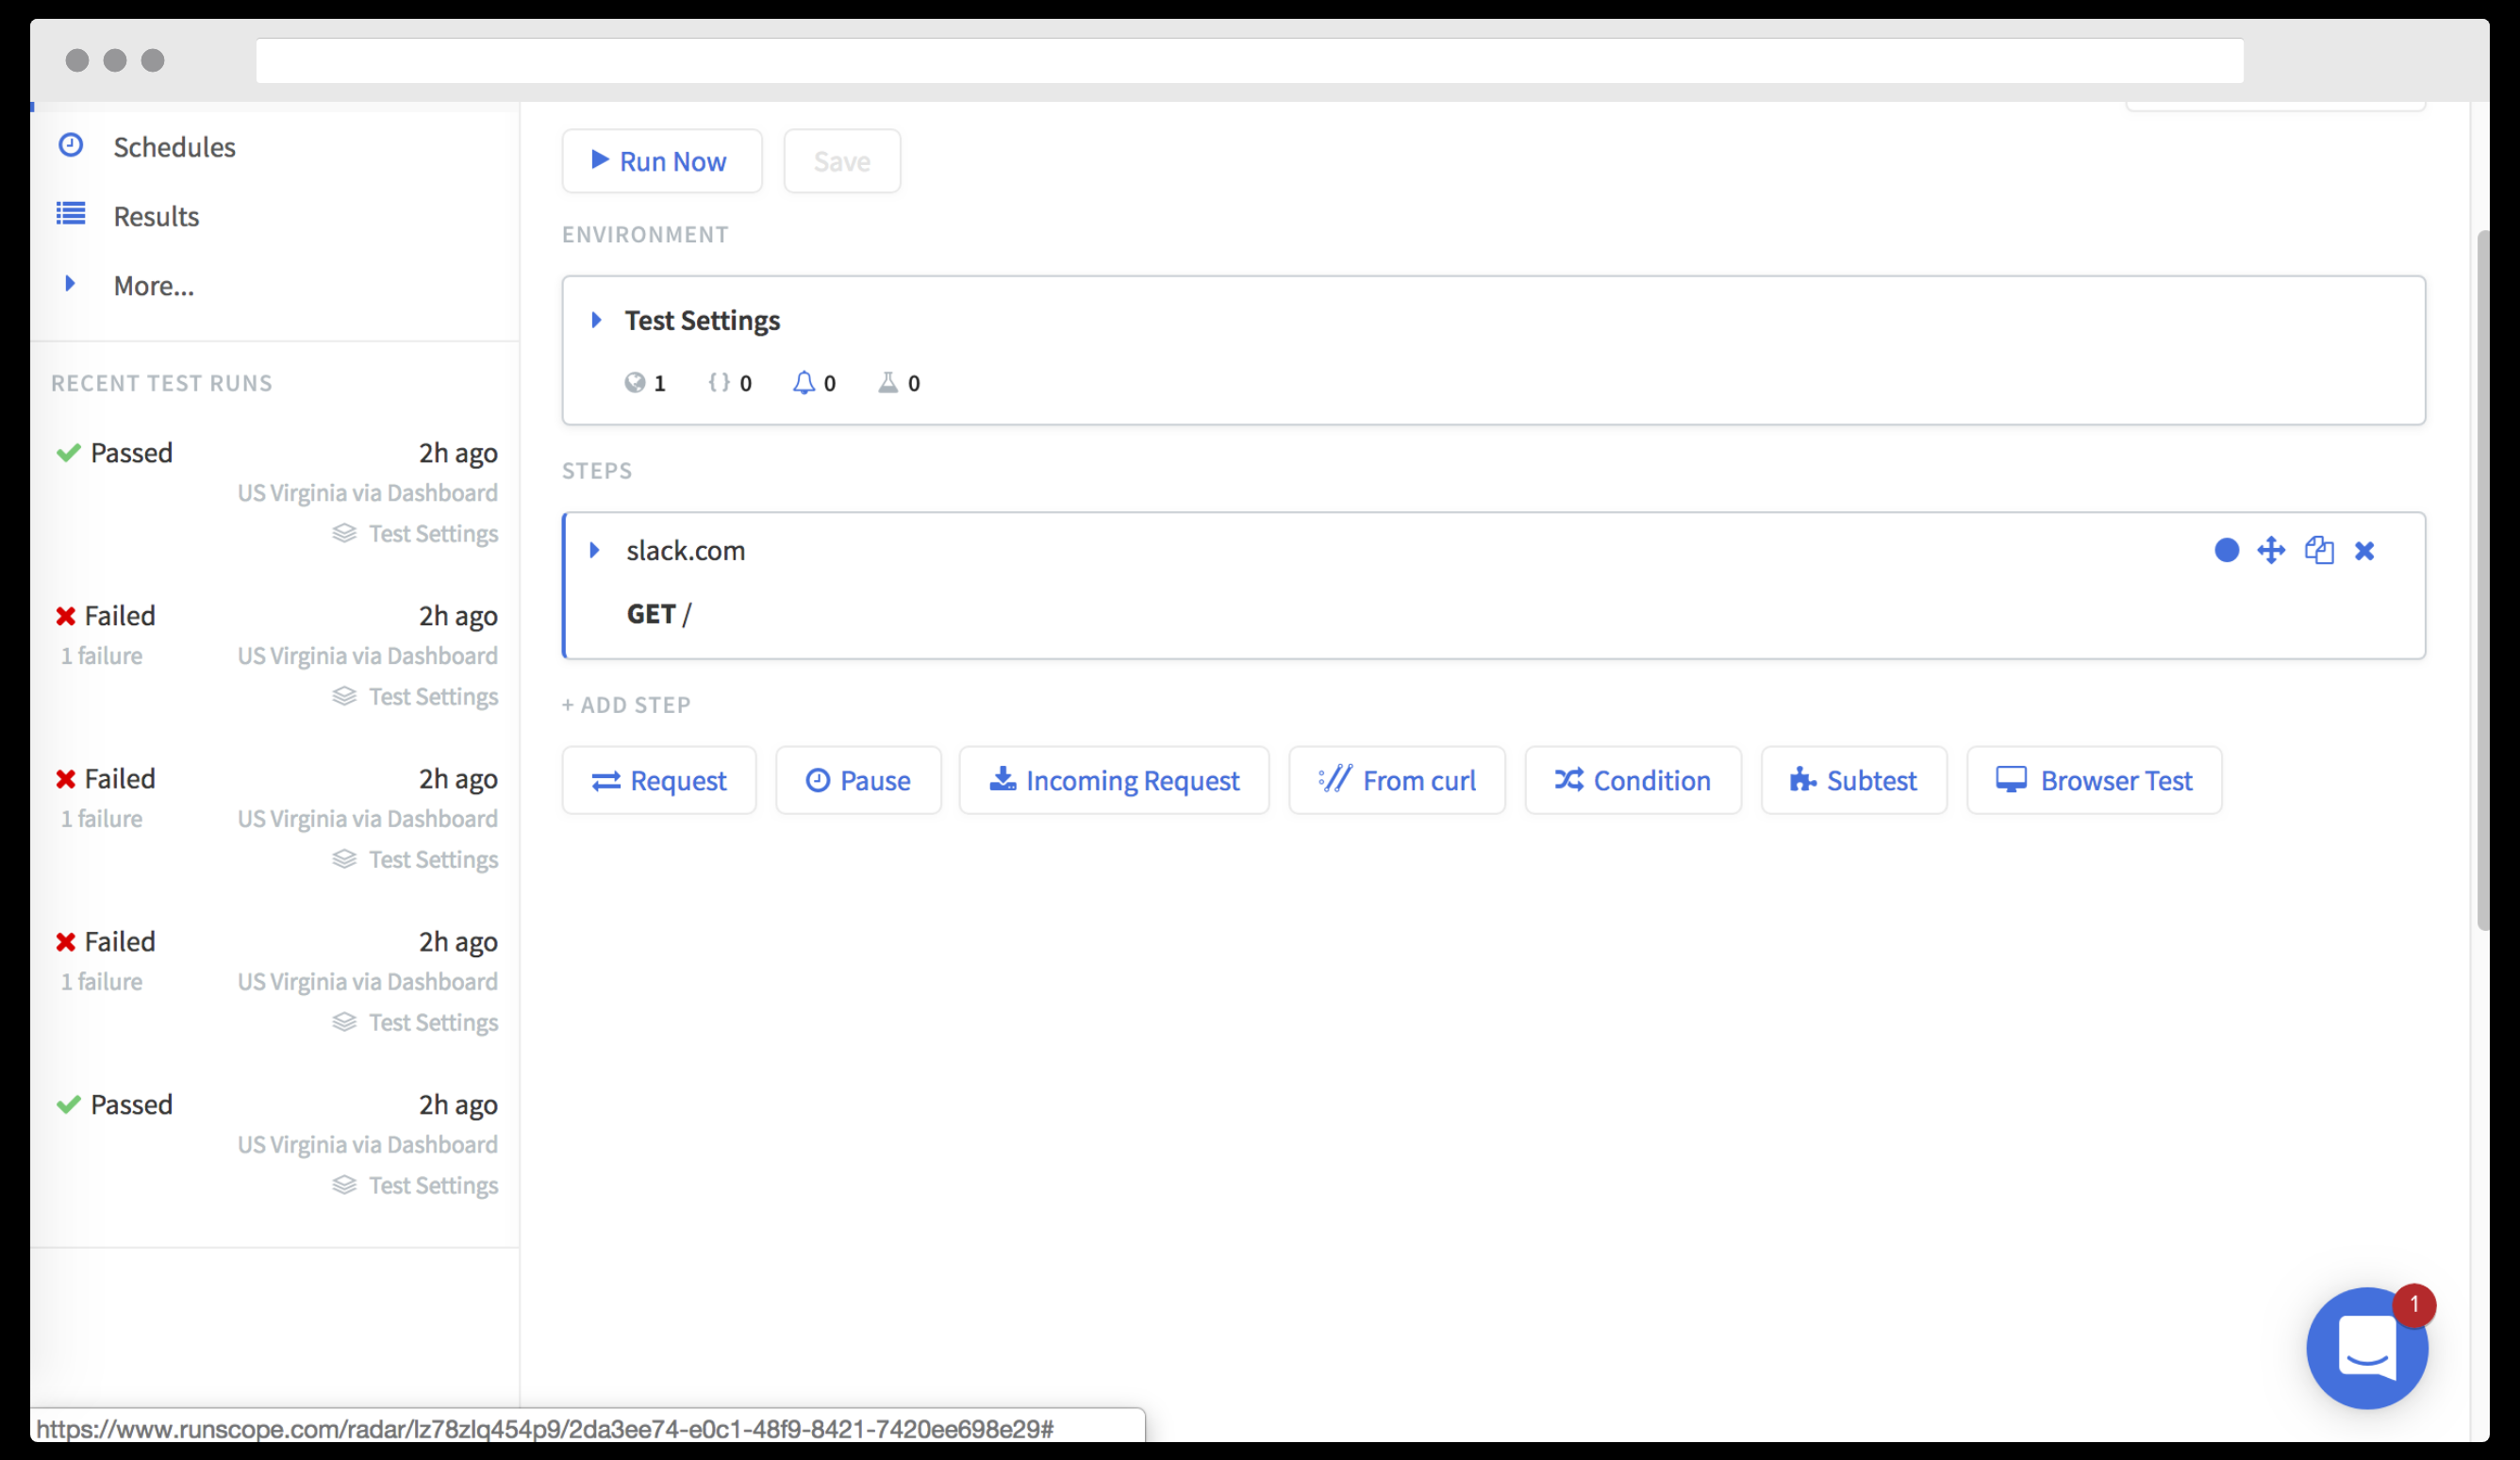 Schedules
Results
More...
RECENT TEST RUNS
Passed 2h ago
US Virginia via Dashboard
Test Settings
Failed 2h ago
1 failure US Virginia via Dashboard
Test Settings
Failed 2h ago
1 failure US Virginia via Dashboard
Test Settings
Failed 2h ago
1 failure US Virginia via Dashboard
Test Settings
Passed 2h ago
US Virginia via Dashboard
Test Settings
Run Now Save
ENVIRONMENT
Test Settings
1 {} 0 0 0
STEPS
slack.com
GET /
+ ADD STEP
Request Pause Incoming Request From curl Condition Subtest Browser Test
1
https://www.runscope.com/radar/lz78zlq454p9/2da3ee74-e0c1-48f9-8421-7420ee698e29#